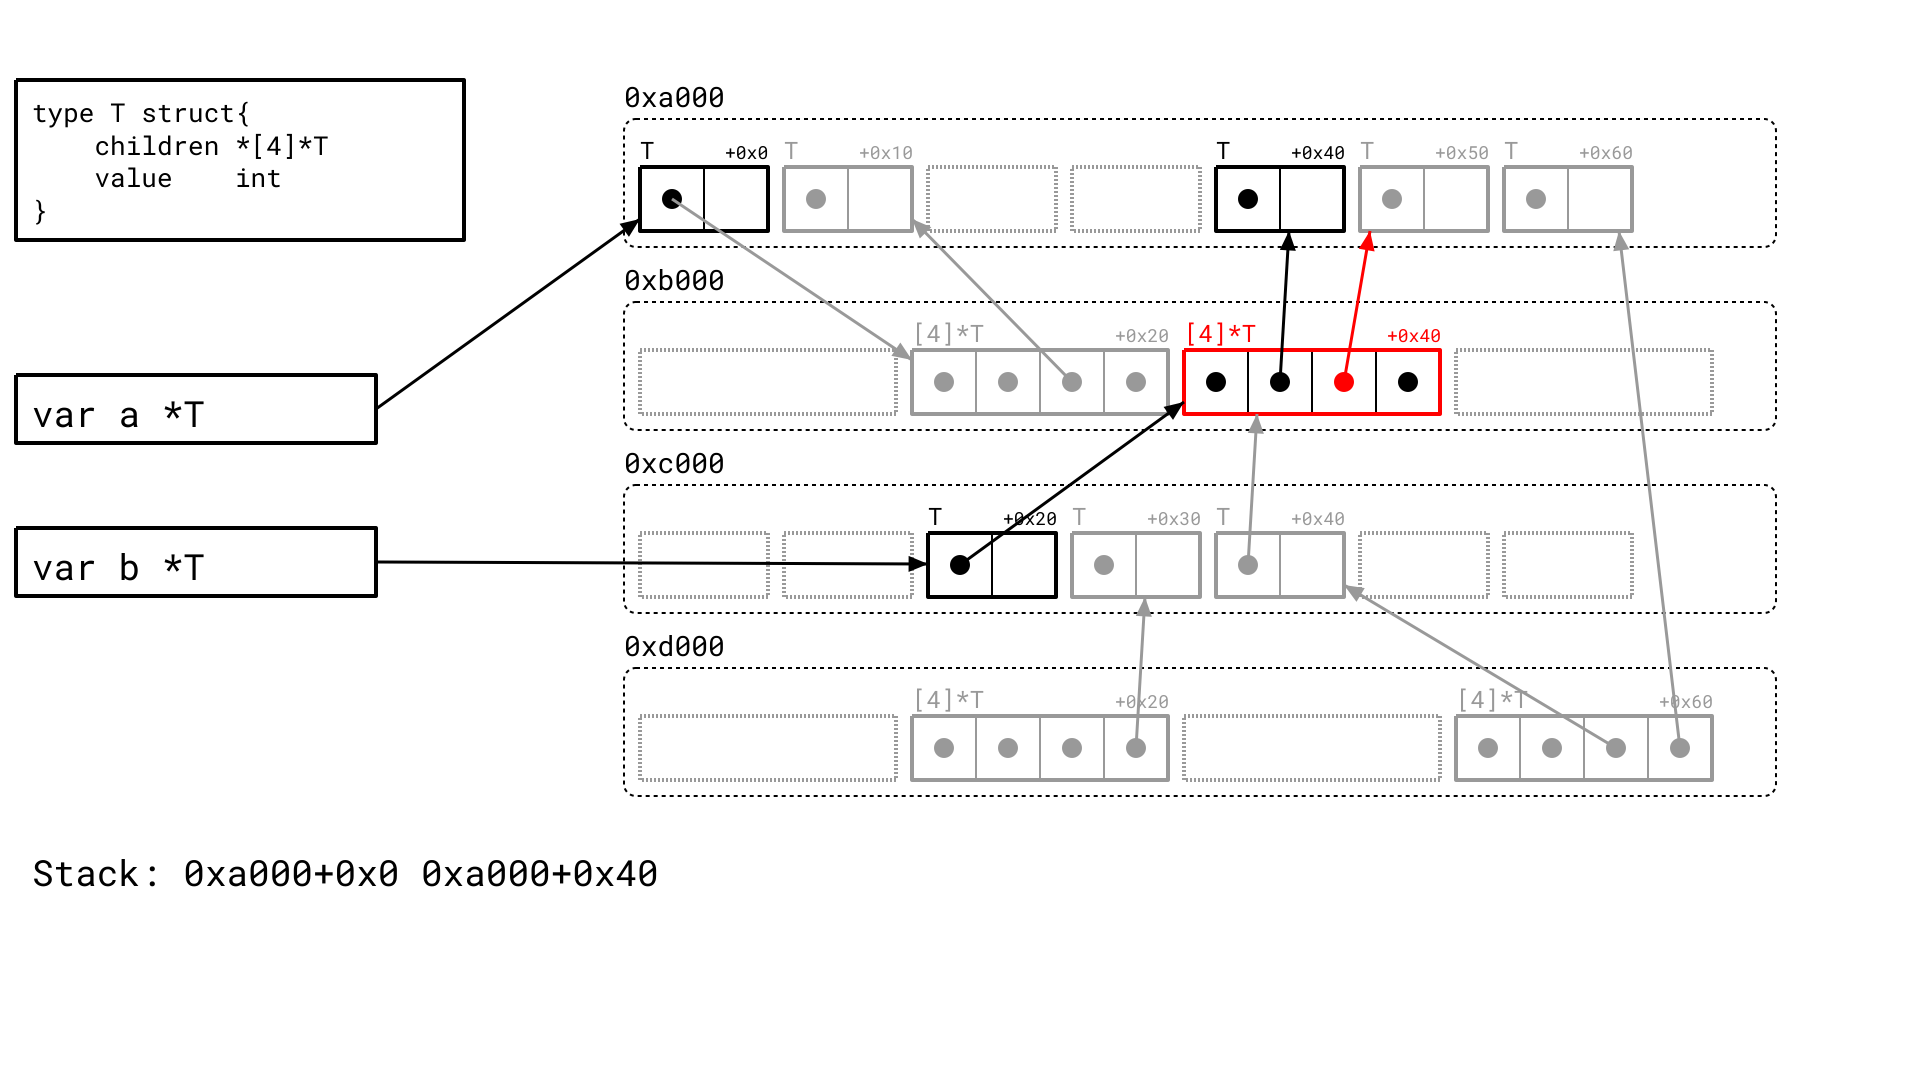 type T struct{
    children *[4]*T
    value    int
}
var a *T
var b *T
0xa000
T +0x0 T +0x10 T +0x40 T +0x50 T +0x60
0xb000
[4]*T +0x20 [4]*T +0x40
0xc000
T +0x20 T +0x30 T +0x40
0xd000
[4]*T +0x20 [4]*T +0x60
Stack: 0xa000+0x0 0xa000+0x40